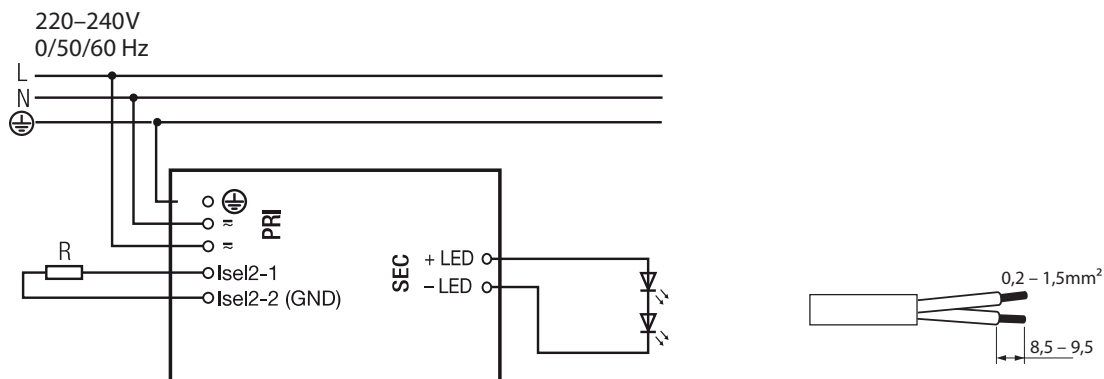 220–240V
0/50/60 Hz
L
N
PRI
≂
≂
R
Isel2-1
Isel2-2 (GND)
SEC
+ LED
– LED
0,2 – 1,5mm²
8,5 – 9,5